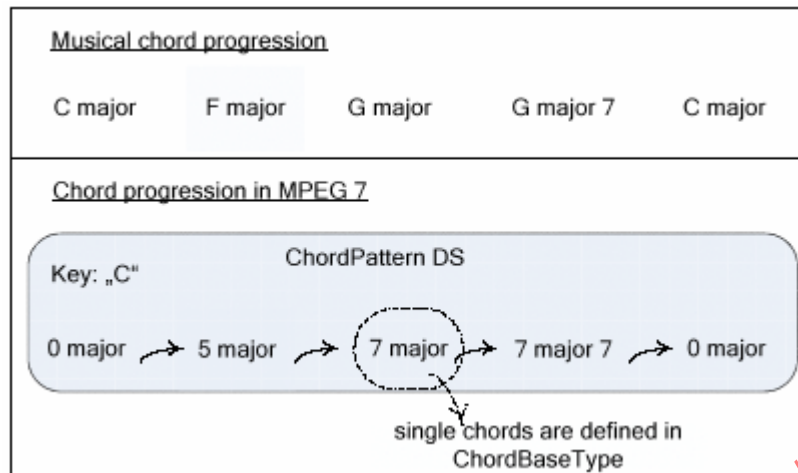 Musical chord progression
C major F major G major G major 7 C major
Chord progression in MPEG 7
ChordPattern DS
Key: „C“
0 major 5 major 7 major 7 major 7 0 major
single chords are defined in
ChordBaseType